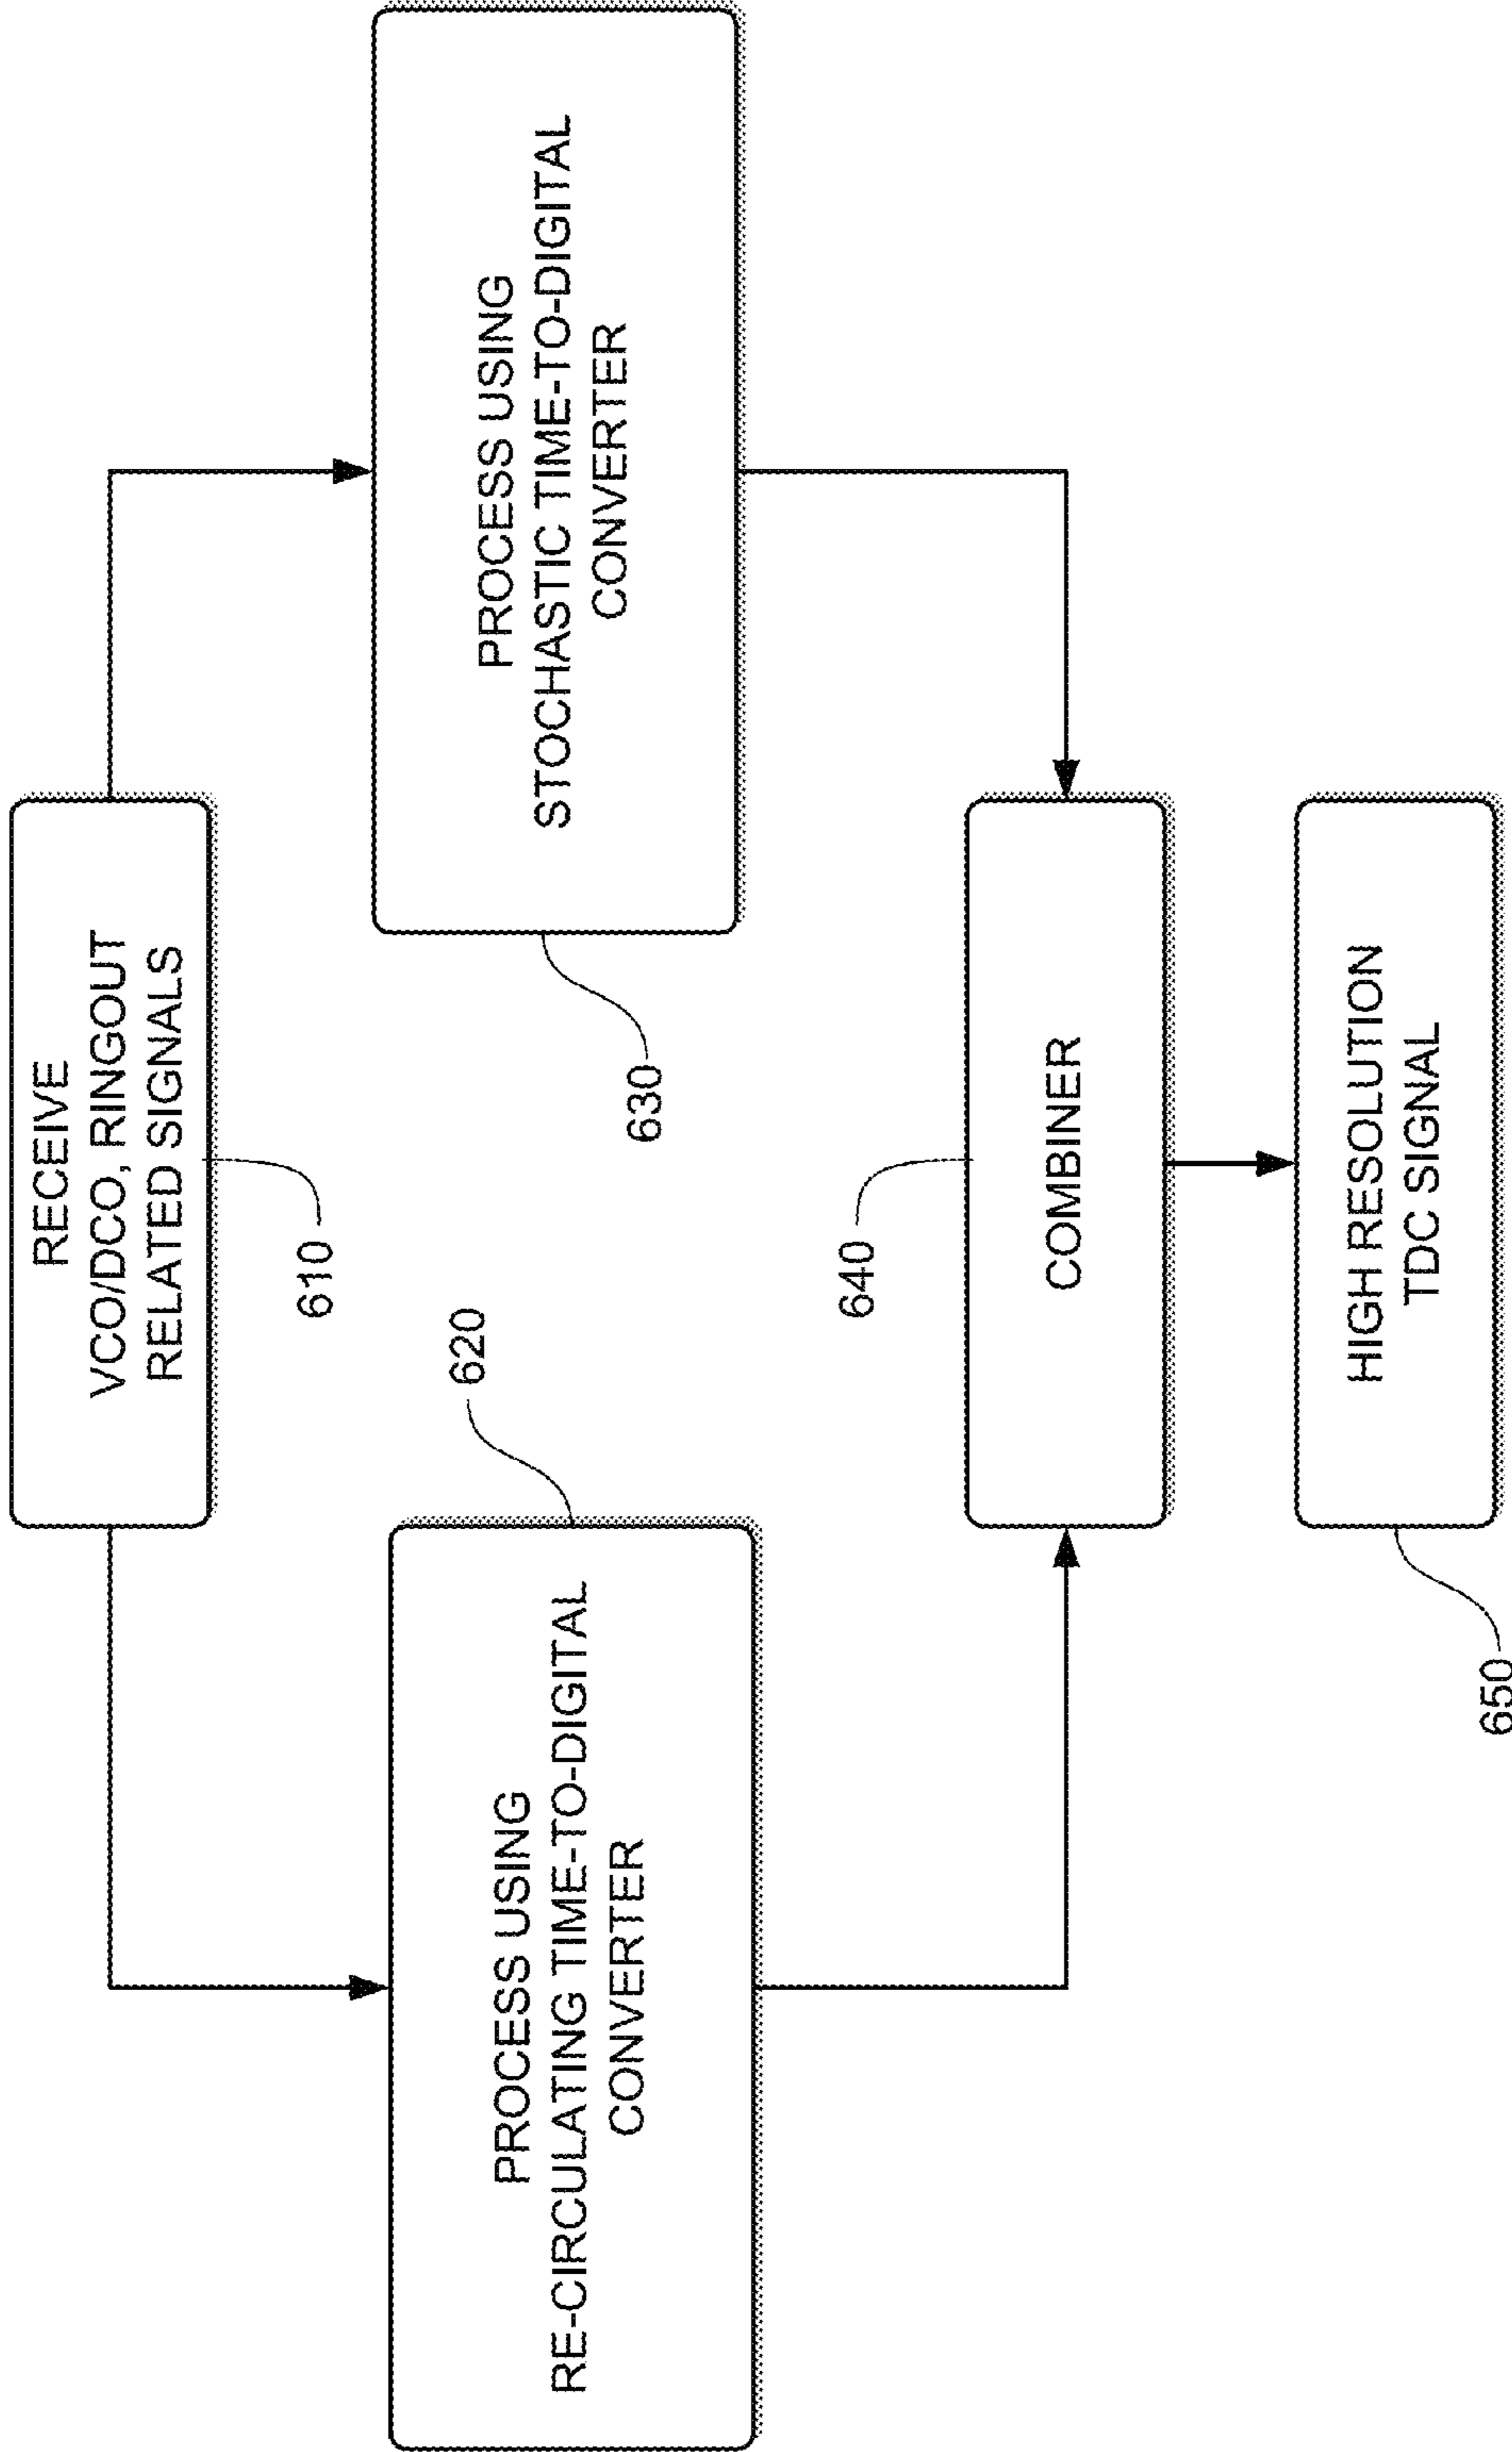 RECEIVE
VCO/DCO, RINGOUT
RELATED SIGNALS
610
620
PROCESS USING
RE-CIRCULATING TIME-TO-DIGITAL
CONVERTER
PROCESS USING
STOCHASTIC TIME-TO-DIGITAL
CONVERTER
630
640
COMBINER
HIGH RESOLUTION
TDC SIGNAL
650